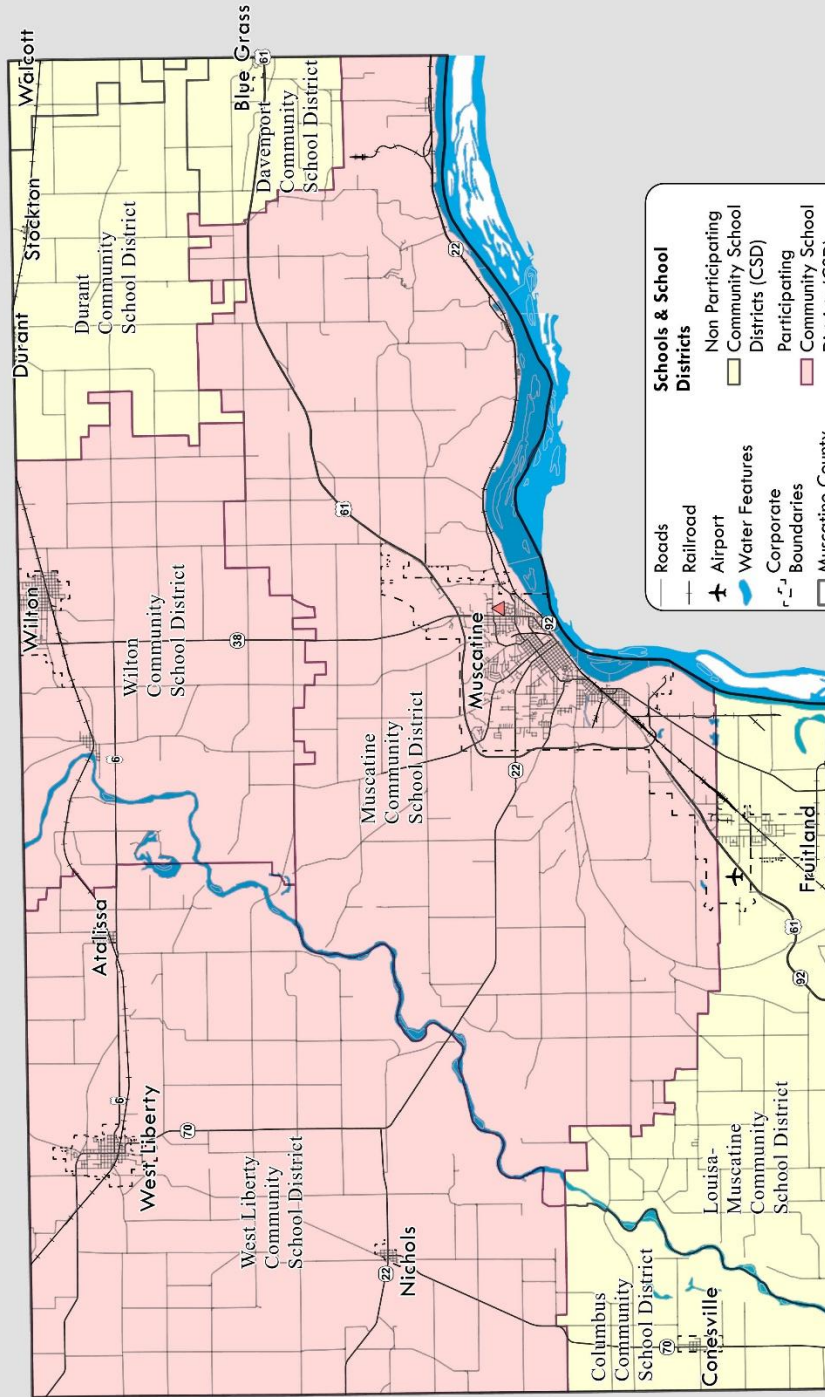 Walcott
Stockton
Durant
Durant
Community
School District
Blue Grass
61
Davenport
Community
School District
Wilton
Wilton
Community
School District
38
6
Atalissa
6
West Liberty
70
West Liberty
Community
School District
22
Nichols
61
22
Muscatine
Community
School District
Muscatine
92
22
Fruitland
61
92
Louisa-
Muscatine
Community
School District
Columbus
Community
School District
70
Conesville
Roads
Railroad
Airport
Water Features
Corporate
Boundaries
Muscatine County
Schools & School
Districts
Non Participating
Community School
Districts (CSD)
Participating
Community School